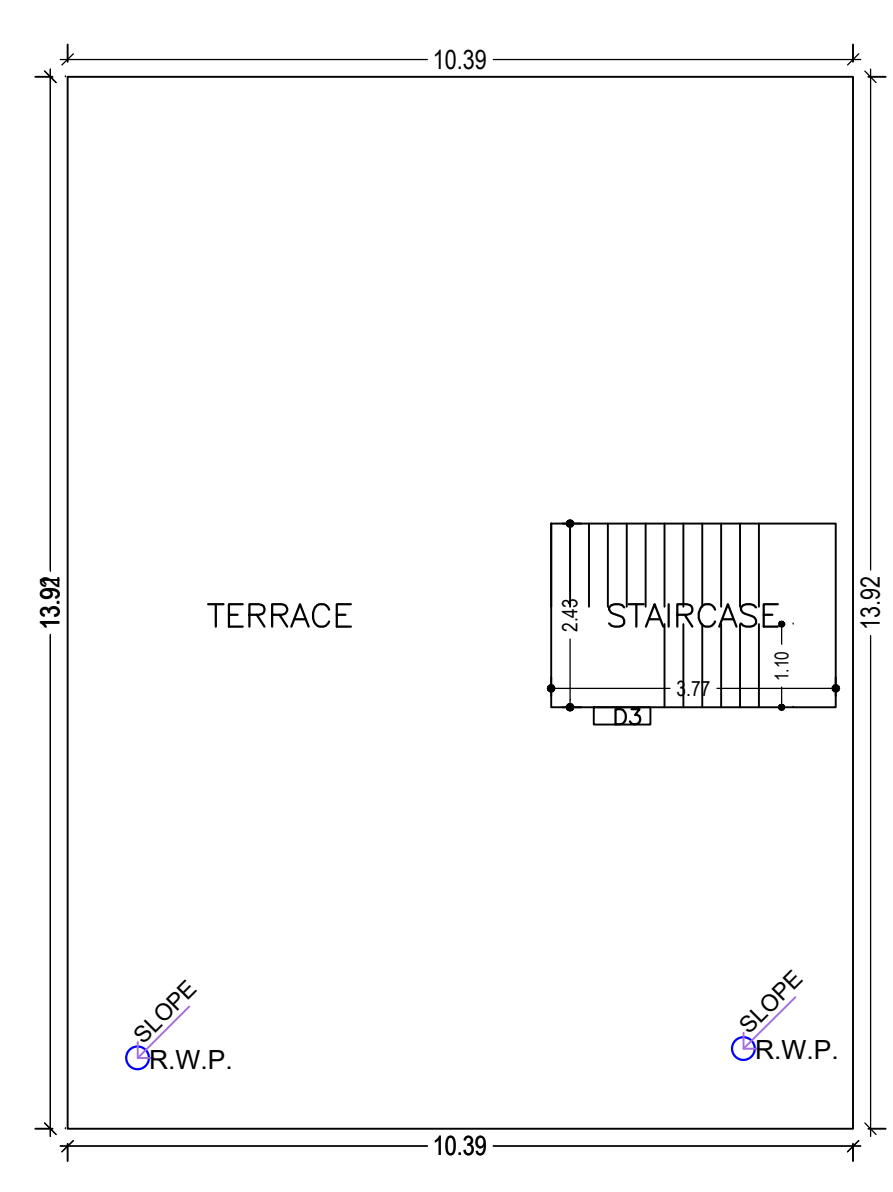 10.39
13.92
13.92
TERRACE
STAIRCASE
2.43
1.10
3.77
D3
SLOPE
R.W.P.
SLOPE
R.W.P.
10.39